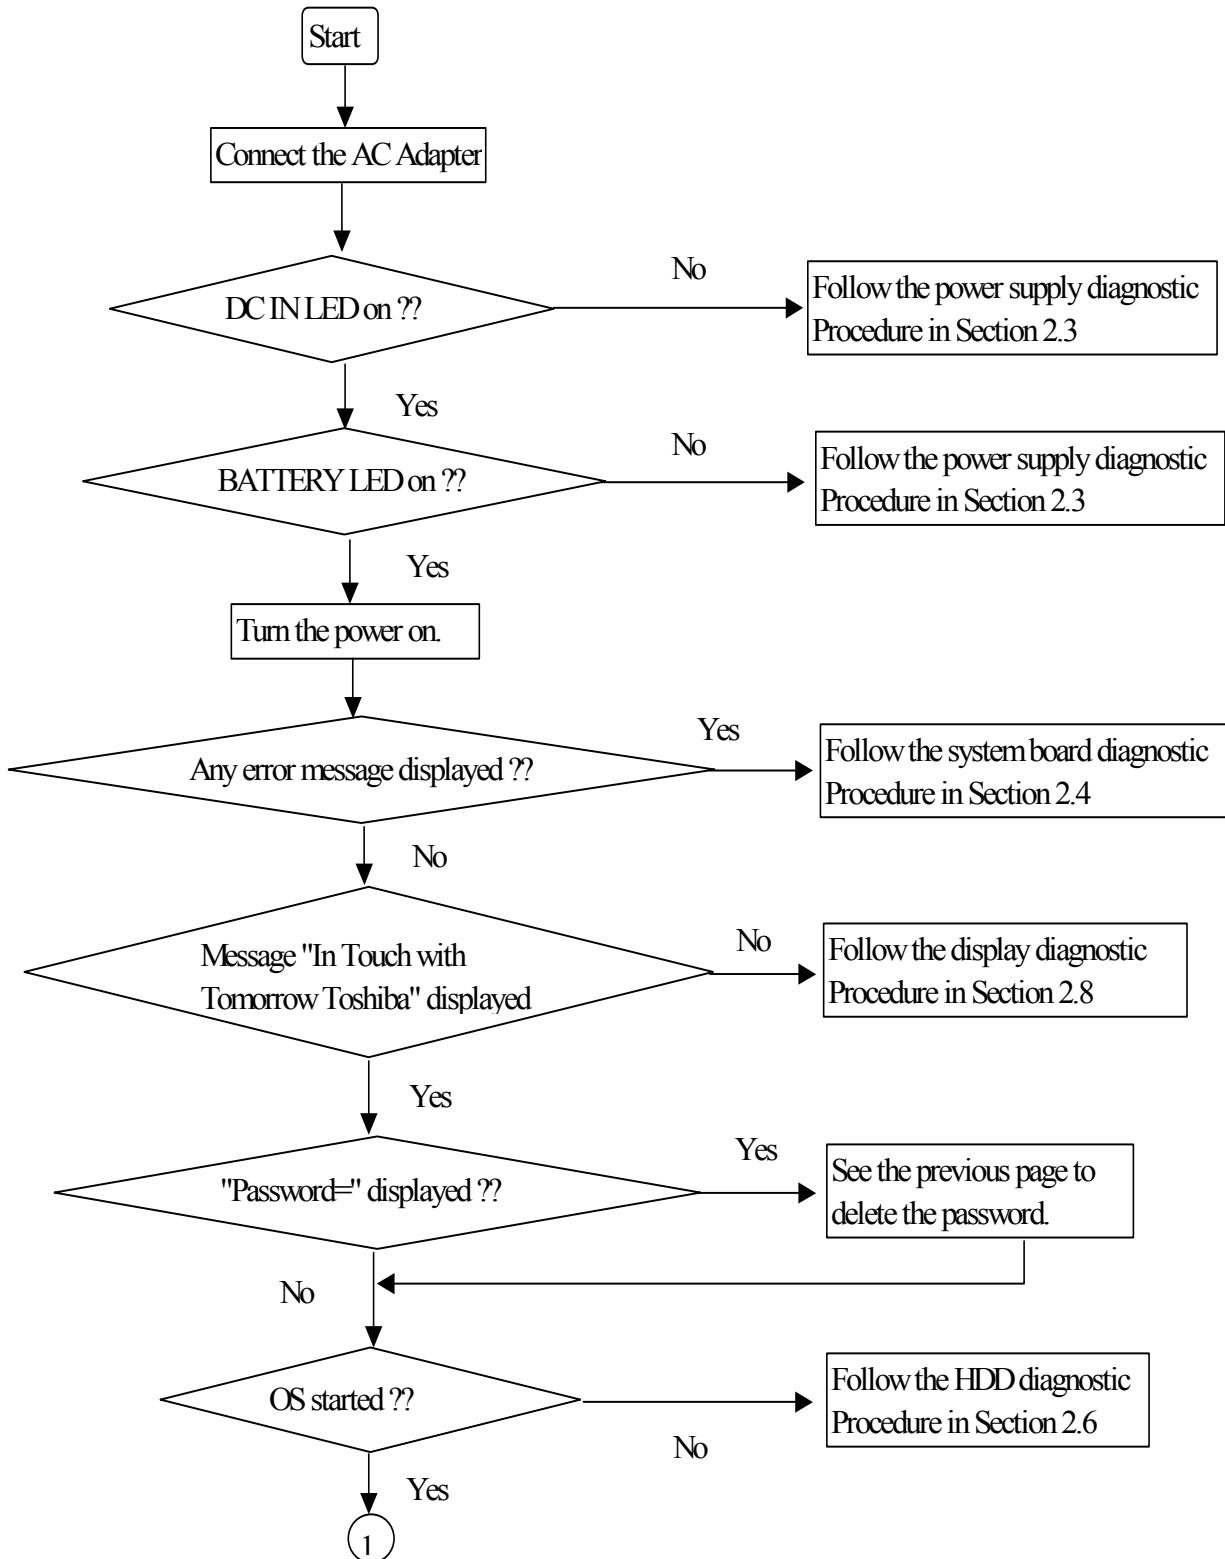 Start
Connect the AC Adapter
DC IN LED on ??
No
Follow the power supply diagnostic
Procedure in Section 2.3
Yes
BATTERY LED on ??
No
Follow the power supply diagnostic
Procedure in Section 2.3
Yes
Turn the power on.
Any error message displayed ??
Yes
Follow the system board diagnostic
Procedure in Section 2.4
No
Message "In Touch with
Tomorrow Toshiba" displayed
No
Follow the display diagnostic
Procedure in Section 2.8
Yes
"Password=" displayed ??
Yes
See the previous page to
delete the password.
No
OS started ??
No
Follow the HDD diagnostic
Procedure in Section 2.6
Yes
1